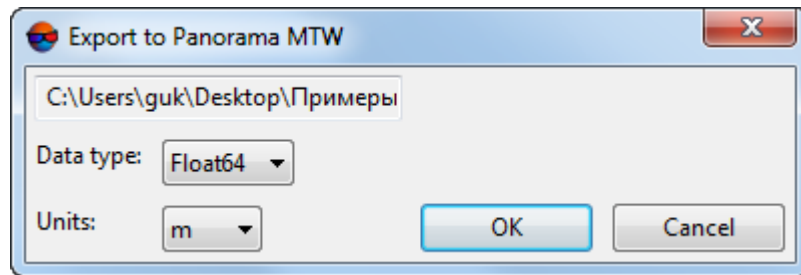 Export to Panorama MTW
C:\Users\guk\Desktop\Примеры
Data type: Float64
Units: m
OK Cancel